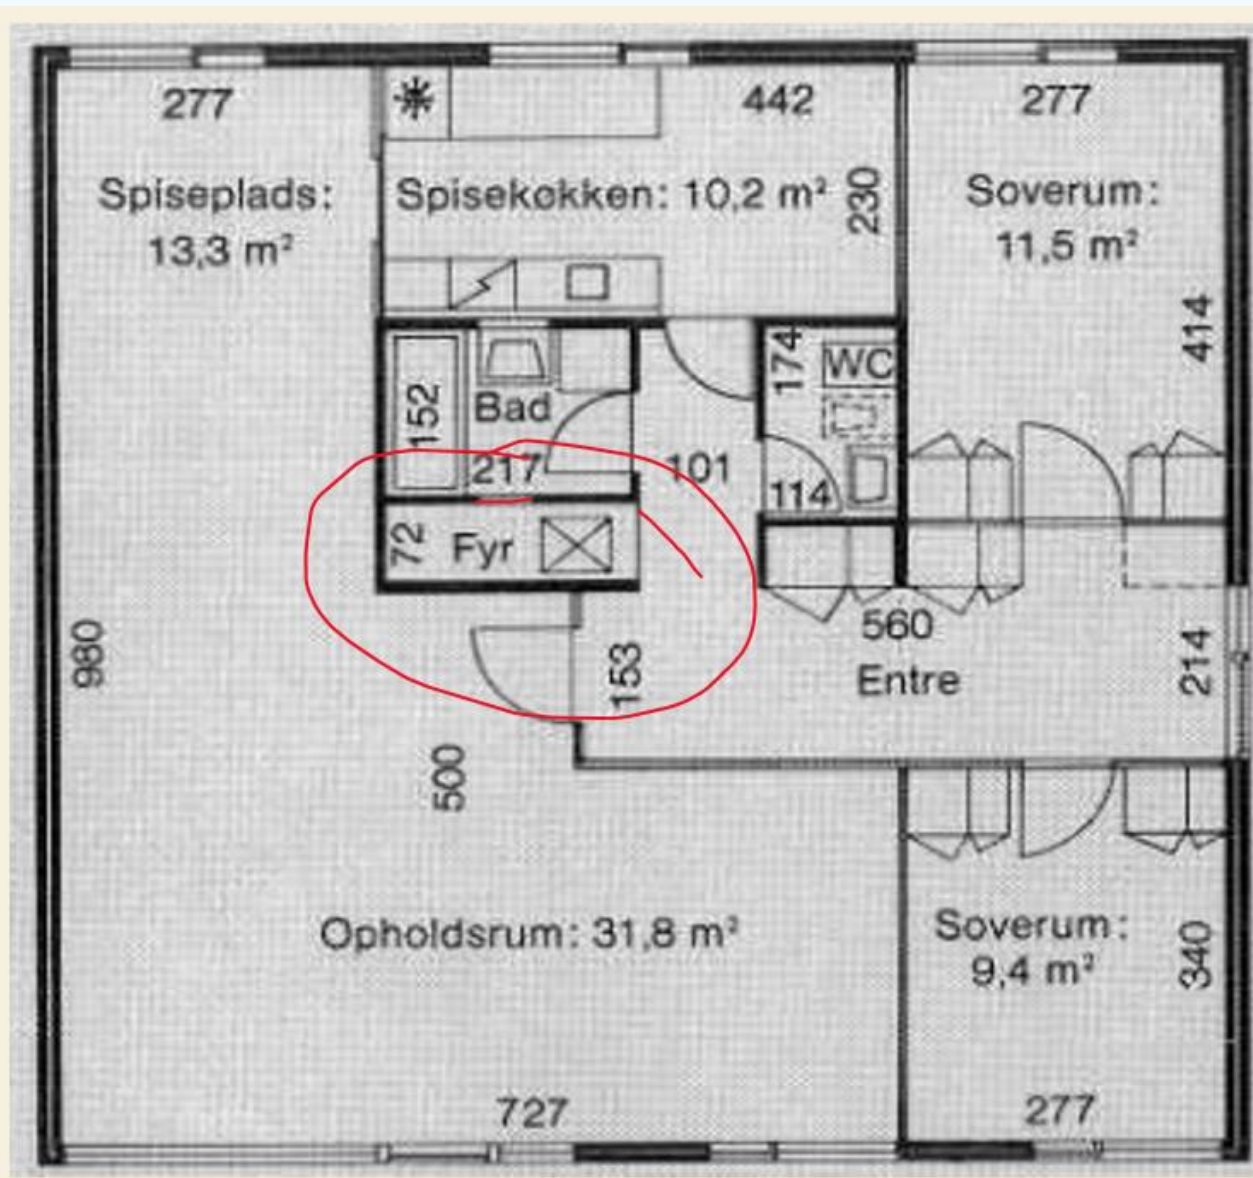 277
442
277
Spiseplads:
13,3 m²
Spisekøkken: 10,2 m²
230
Soverum:
11,5 m²
414
174
WC
152
Bad
217
101
114
72
Fyr
560
Entre
214
980
153
500
Opholdsrum: 31,8 m²
Soverum:
9,4 m²
340
727
277